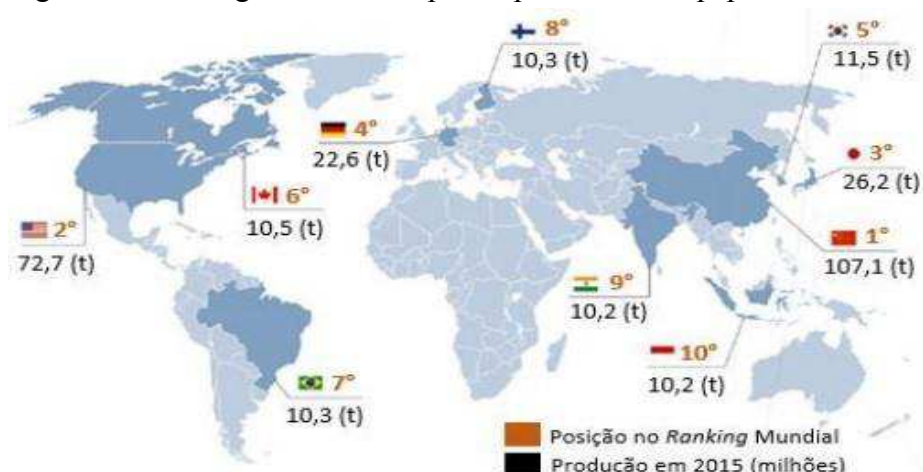 8°
10,3 (t)
5°
11,5 (t)
4°
22,6 (t)
3°
26,2 (t)
6°
10,5 (t)
2°
72,7 (t)
1°
107,1 (t)
9°
10,2 (t)
10°
10,2 (t)
7°
10,3 (t)
Posição no Ranking Mundial
Produção em 2015 (milhões)